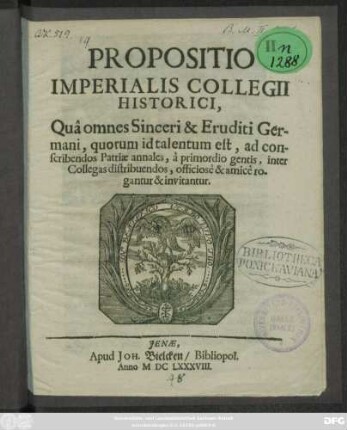 PROPOSITIO
IMPERIALIS COLLEGII
HISTORICI,
Quâ omnes Sinceri & Eruditi Ger-
mani, quorum id talentum est, ad con-
scribendos Patriæ annales, â primordio gentis, inter
Collegas distribuendos, officiosè & amicè ro-
gantur & invitantur.
JENÆ,
Apud JOH. Bielcken / Bibliopol.
Anno M DC LXXXVIII.
II n
1288
BIBLIOTHECA
PONICKAVIANA